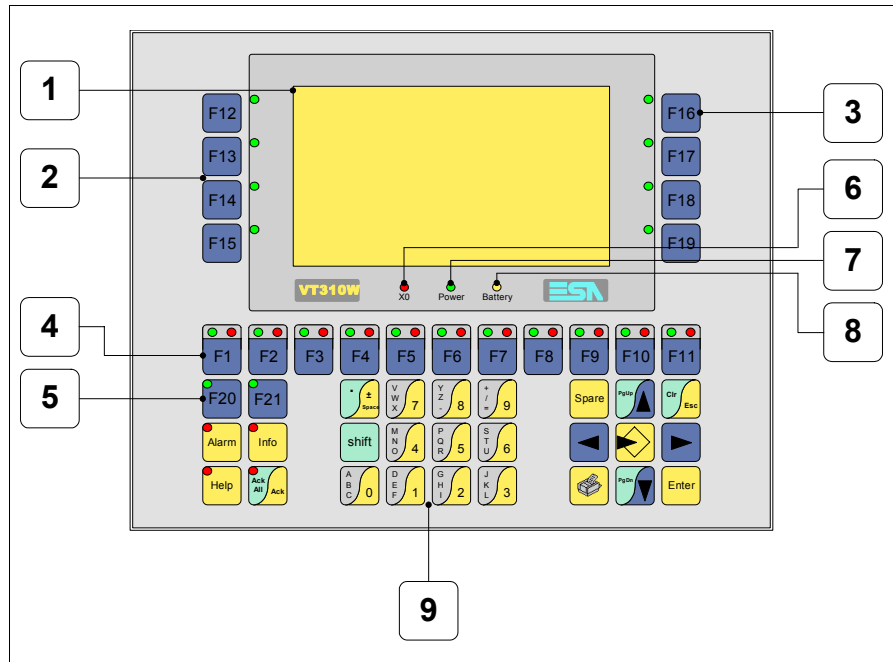 1
2
3
4
5
6
7
8
9
F12
F13
F14
F15
F16
F17
F18
F19
VT310W
X0
Power
Battery
ESA
F1
F2
F3
F4
F5
F6
F7
F8
F9
F10
F11
F20
F21
. ± Space
V W X 7
Y Z - 8
+ / = 9
Spare
PgUp
Clr Esc
Alarm
Info
shift
M N O 4
P Q R 5
S T U 6
Help
Ack All Ack
A B C 0
D E F 1
G H I 2
J K L 3
PgDn
Enter